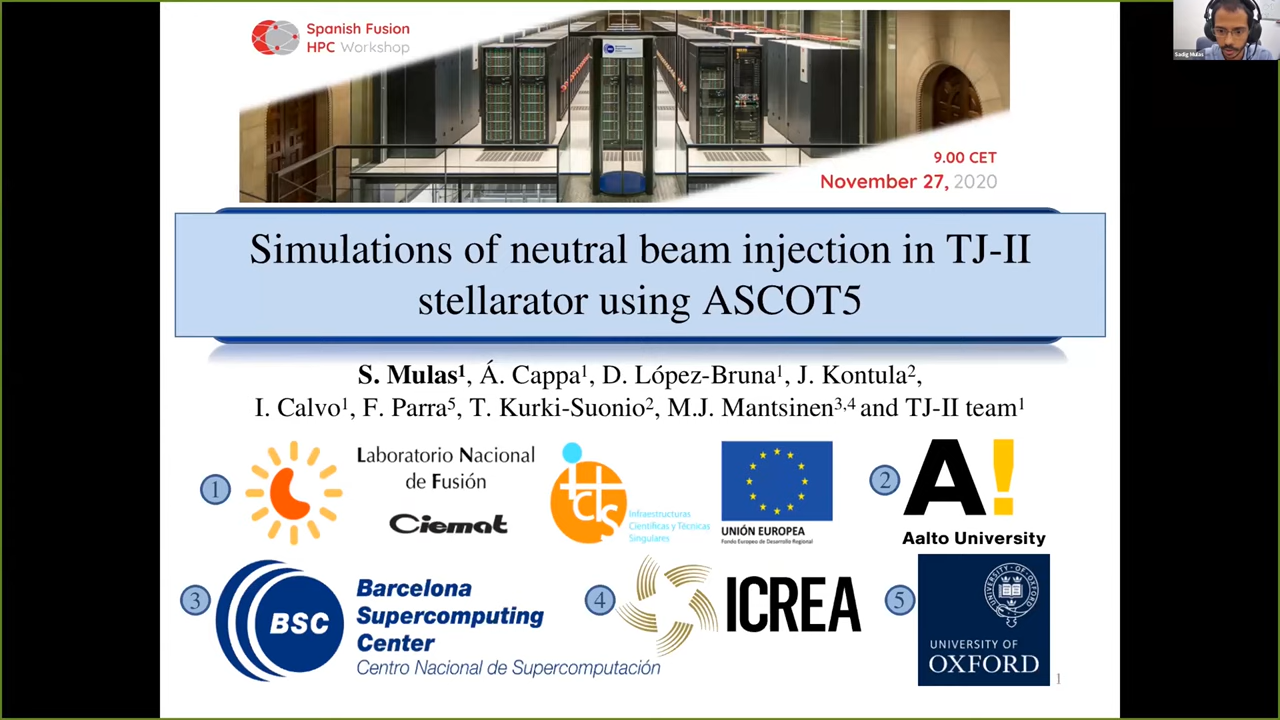 Spanish Fusion
HPC Workshop
9.00 CET
November 27, 2020
Sadig Mulas
Simulations of neutral beam injection in TJ-II
stellarator using ASCOT5
S. Mulas¹, Á. Cappa¹, D. López-Bruna¹, J. Kontula²,
I. Calvo¹, F. Parra⁵, T. Kurki-Suonio², M.J. Mantsinen³,⁴ and TJ-II team¹
1
Laboratorio Nacional
de Fusión
Ciemat
icts
Infraestructuras
Científicas y Técnicas
Singulares
UNIÓN EUROPEA
Fondo Europeo de Desarrollo Regional
2
A!
Aalto University
3
BSC
Barcelona
Supercomputing
Center
Centro Nacional de Supercomputación
4
ICREA
5
UNIVERSITY OF
OXFORD
1